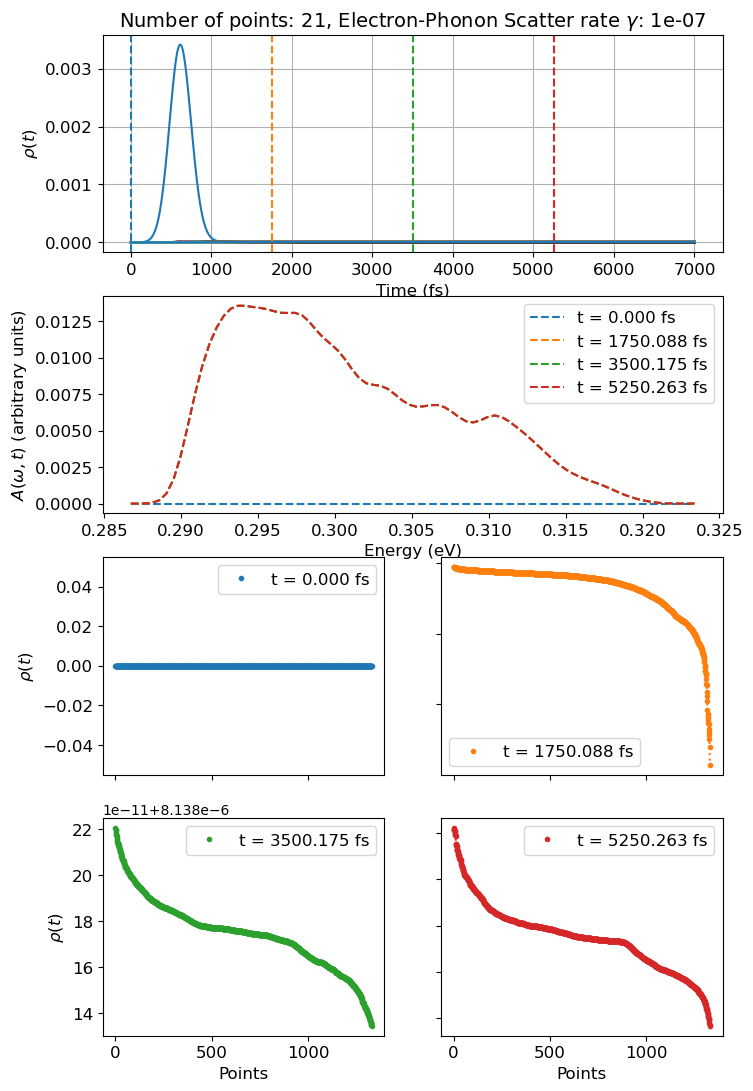 Number of points: 21, Electron-Phonon Scatter rate γ: 1e-07
0.003
0.002
0.001
0.000
ρ(t)
0 1000 2000 3000 4000 5000 6000 7000
Time (fs)
0.0125
0.0100
0.0075
0.0050
0.0025
0.0000
A(ω, t) (arbitrary units)
t = 0.000 fs
t = 1750.088 fs
t = 3500.175 fs
t = 5250.263 fs
0.285 0.290 0.295 0.300 0.305 0.310 0.315 0.320 0.325
Energy (eV)
0.04
0.02
0.00
−0.02
−0.04
ρ(t)
t = 0.000 fs
t = 1750.088 fs
1e−11+8.138e−6
22
20
18
16
14
ρ(t)
t = 3500.175 fs
0 500 1000
Points
t = 5250.263 fs
0 500 1000
Points